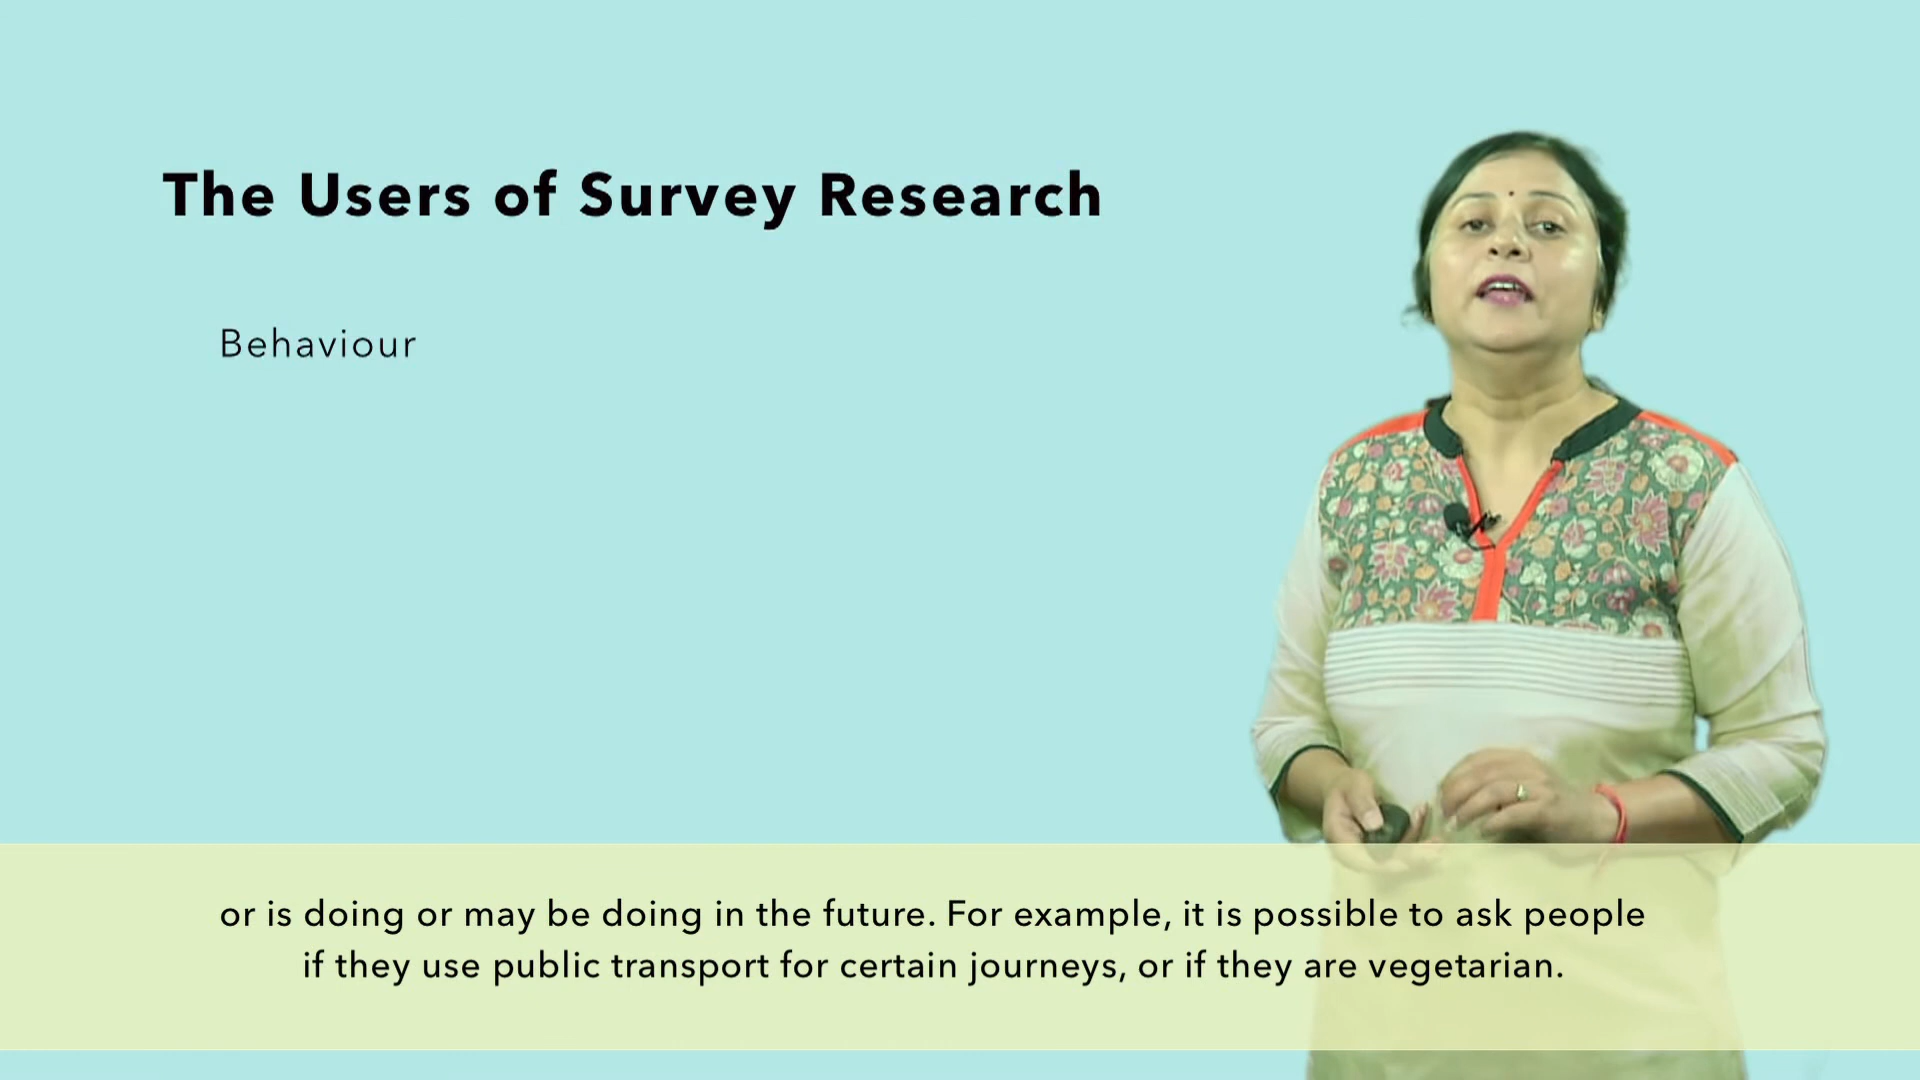 The Users of Survey Research
Behaviour
or is doing or may be doing in the future. For example, it is possible to ask people
if they use public transport for certain journeys, or if they are vegetarian.